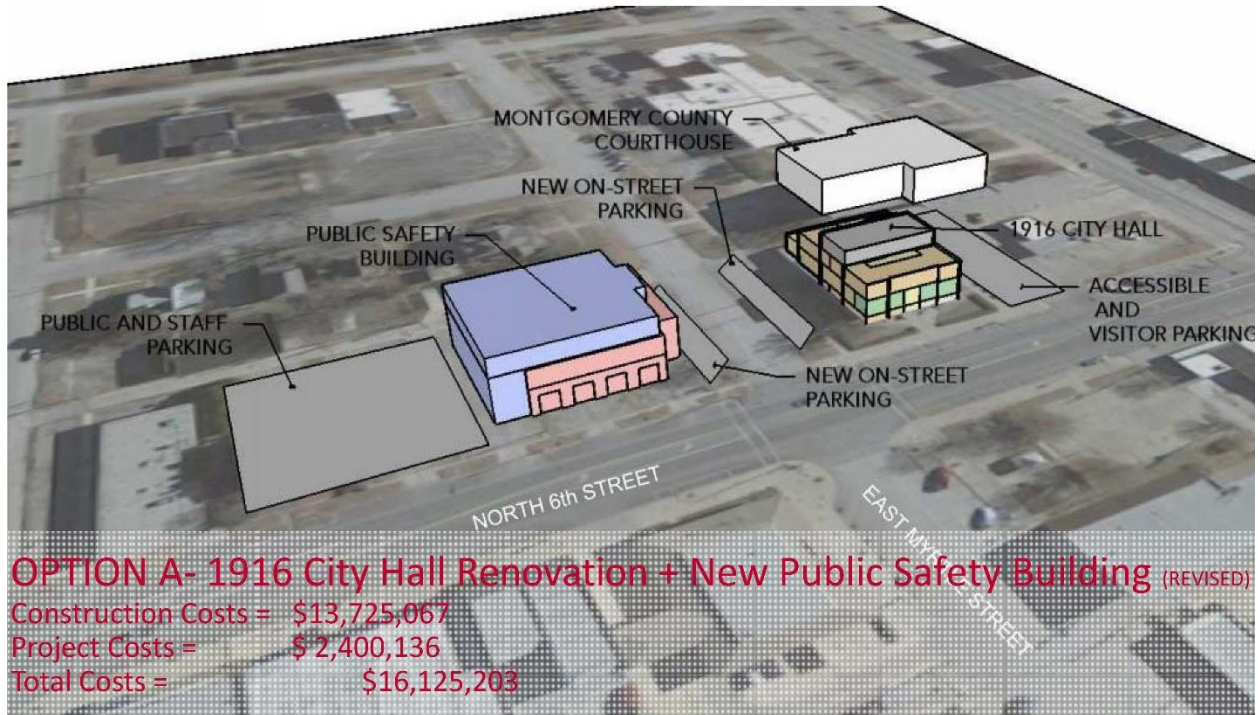 MONTGOMERY COUNTY
COURTHOUSE
NEW ON-STREET
PARKING
PUBLIC SAFETY
BUILDING
1916 CITY HALL
ACCESSIBLE
AND
VISITOR PARKING
PUBLIC AND STAFF
PARKING
NEW ON-STREET
PARKING
NORTH 6th STREET
EAST MYRTLE STREET
OPTION A- 1916 City Hall Renovation + New Public Safety Building (REVISED)
Construction Costs = $13,725,067
Project Costs = $ 2,400,136
Total Costs = $16,125,203